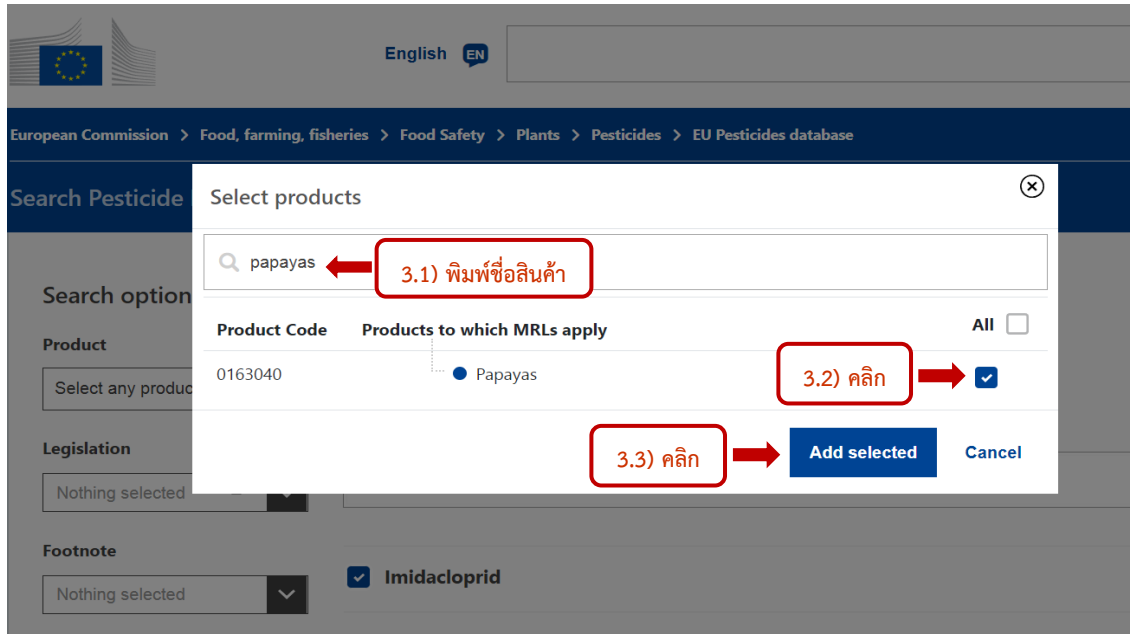 English EN
European Commission > Food, farming, fisheries > Food Safety > Plants > Pesticides > EU Pesticides database
Search Pesticide
Select products
papayas
3.1) พิมพ์ชื่อสินค้า
Search option
Product Code Products to which MRLs apply All
Product
0163040 Papayas
3.2) คลิก
Select any produc
Legislation
3.3) คลิก
Add selected Cancel
Nothing selected
Footnote
Imidacloprid
Nothing selected